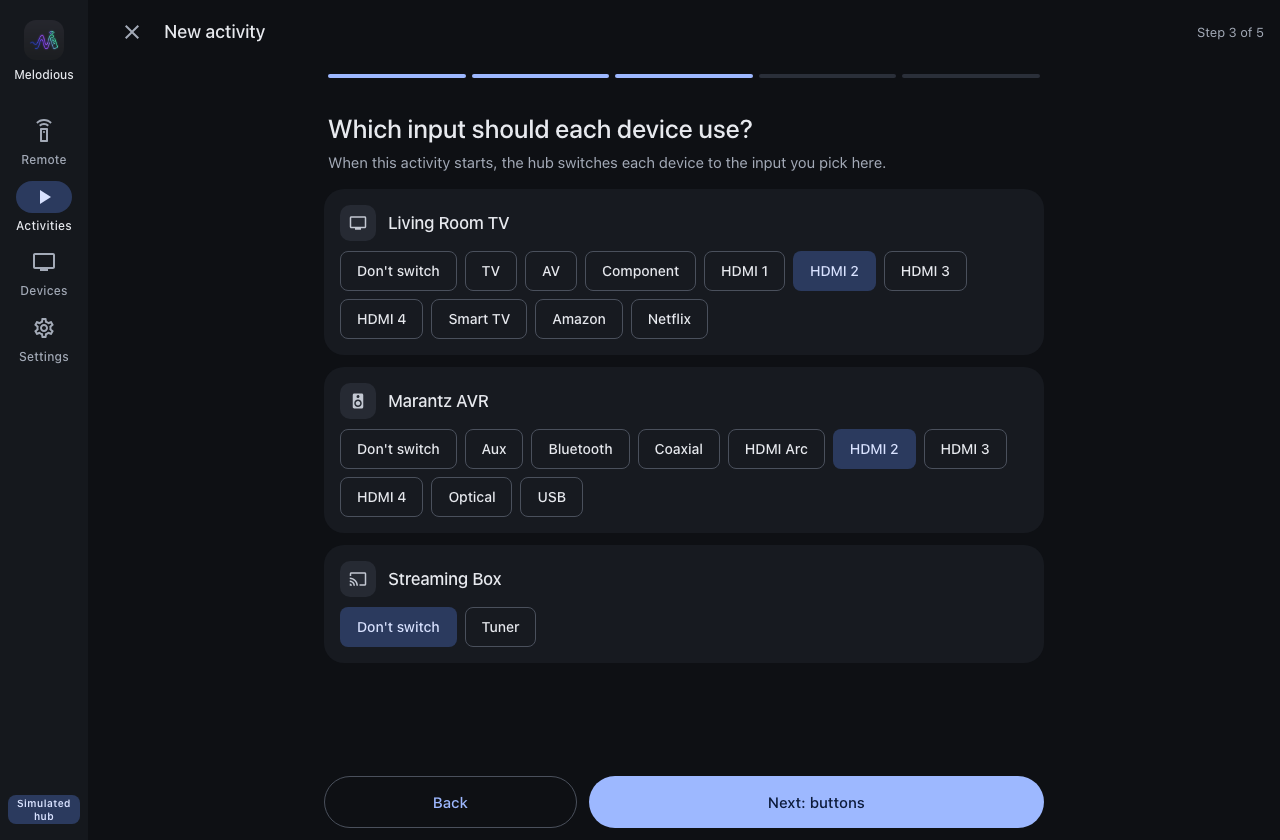 Melodious
Remote
Activities
Devices
Settings
Simulated
hub
New activity
Step 3 of 5
Which input should each device use?
When this activity starts, the hub switches each device to the input you pick here.
Living Room TV
Don't switch TV AV Component HDMI 1 HDMI 2 HDMI 3
HDMI 4 Smart TV Amazon Netflix
Marantz AVR
Don't switch Aux Bluetooth Coaxial HDMI Arc HDMI 2 HDMI 3
HDMI 4 Optical USB
Streaming Box
Don't switch Tuner
Back Next: buttons